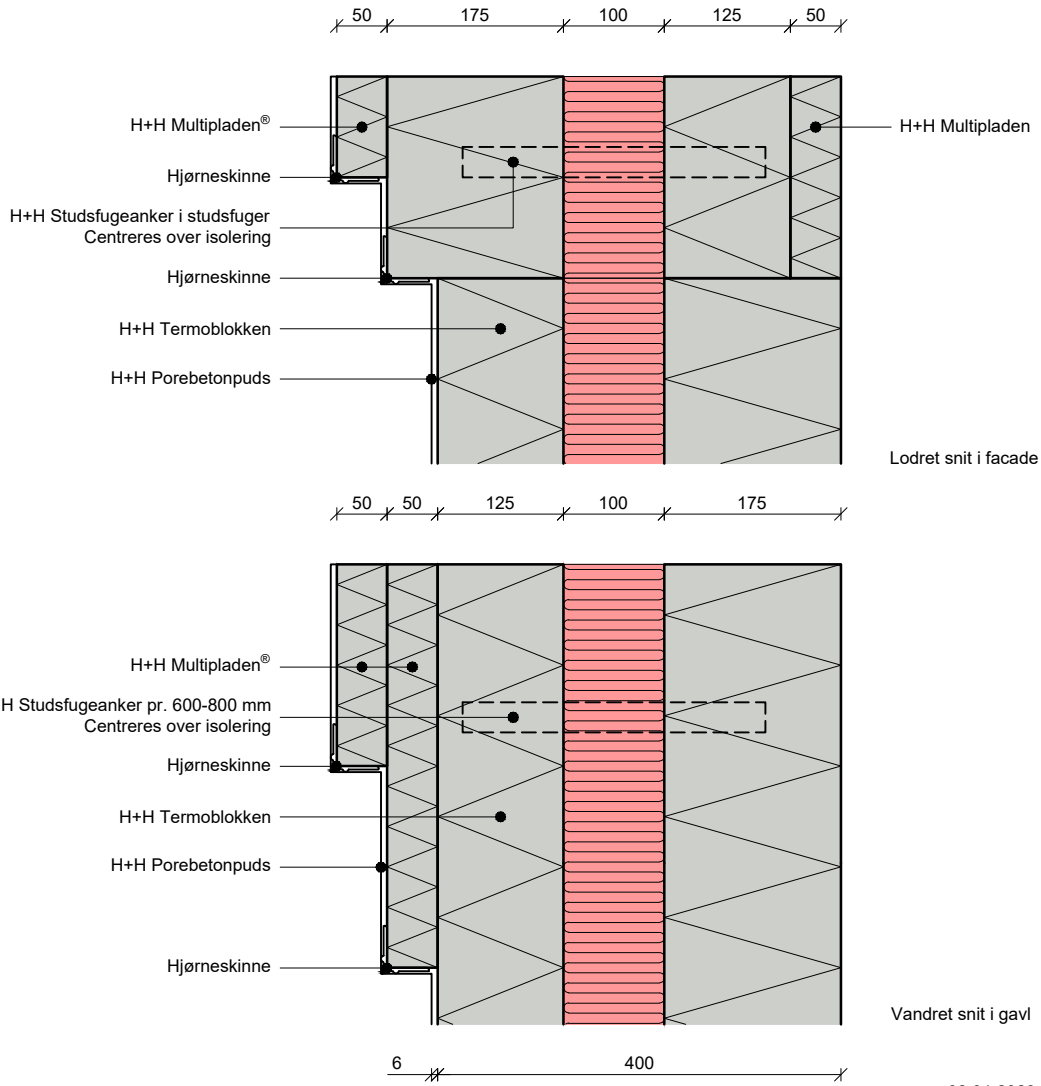 50 175 100 125 50
H+H Multipladen®
H+H Multipladen
Hjørneskinne
H+H Studsfugeanker i studsfuger
Centreres over isolering
Hjørneskinne
H+H Termoblokken
H+H Porebetonpuds
Lodret snit i facade
50 50 125 100 175
H+H Multipladen®
H Studsfugeanker pr. 600-800 mm
Centreres over isolering
Hjørneskinne
H+H Termoblokken
H+H Porebetonpuds
Hjørneskinne
Vandret snit i gavl
6 400